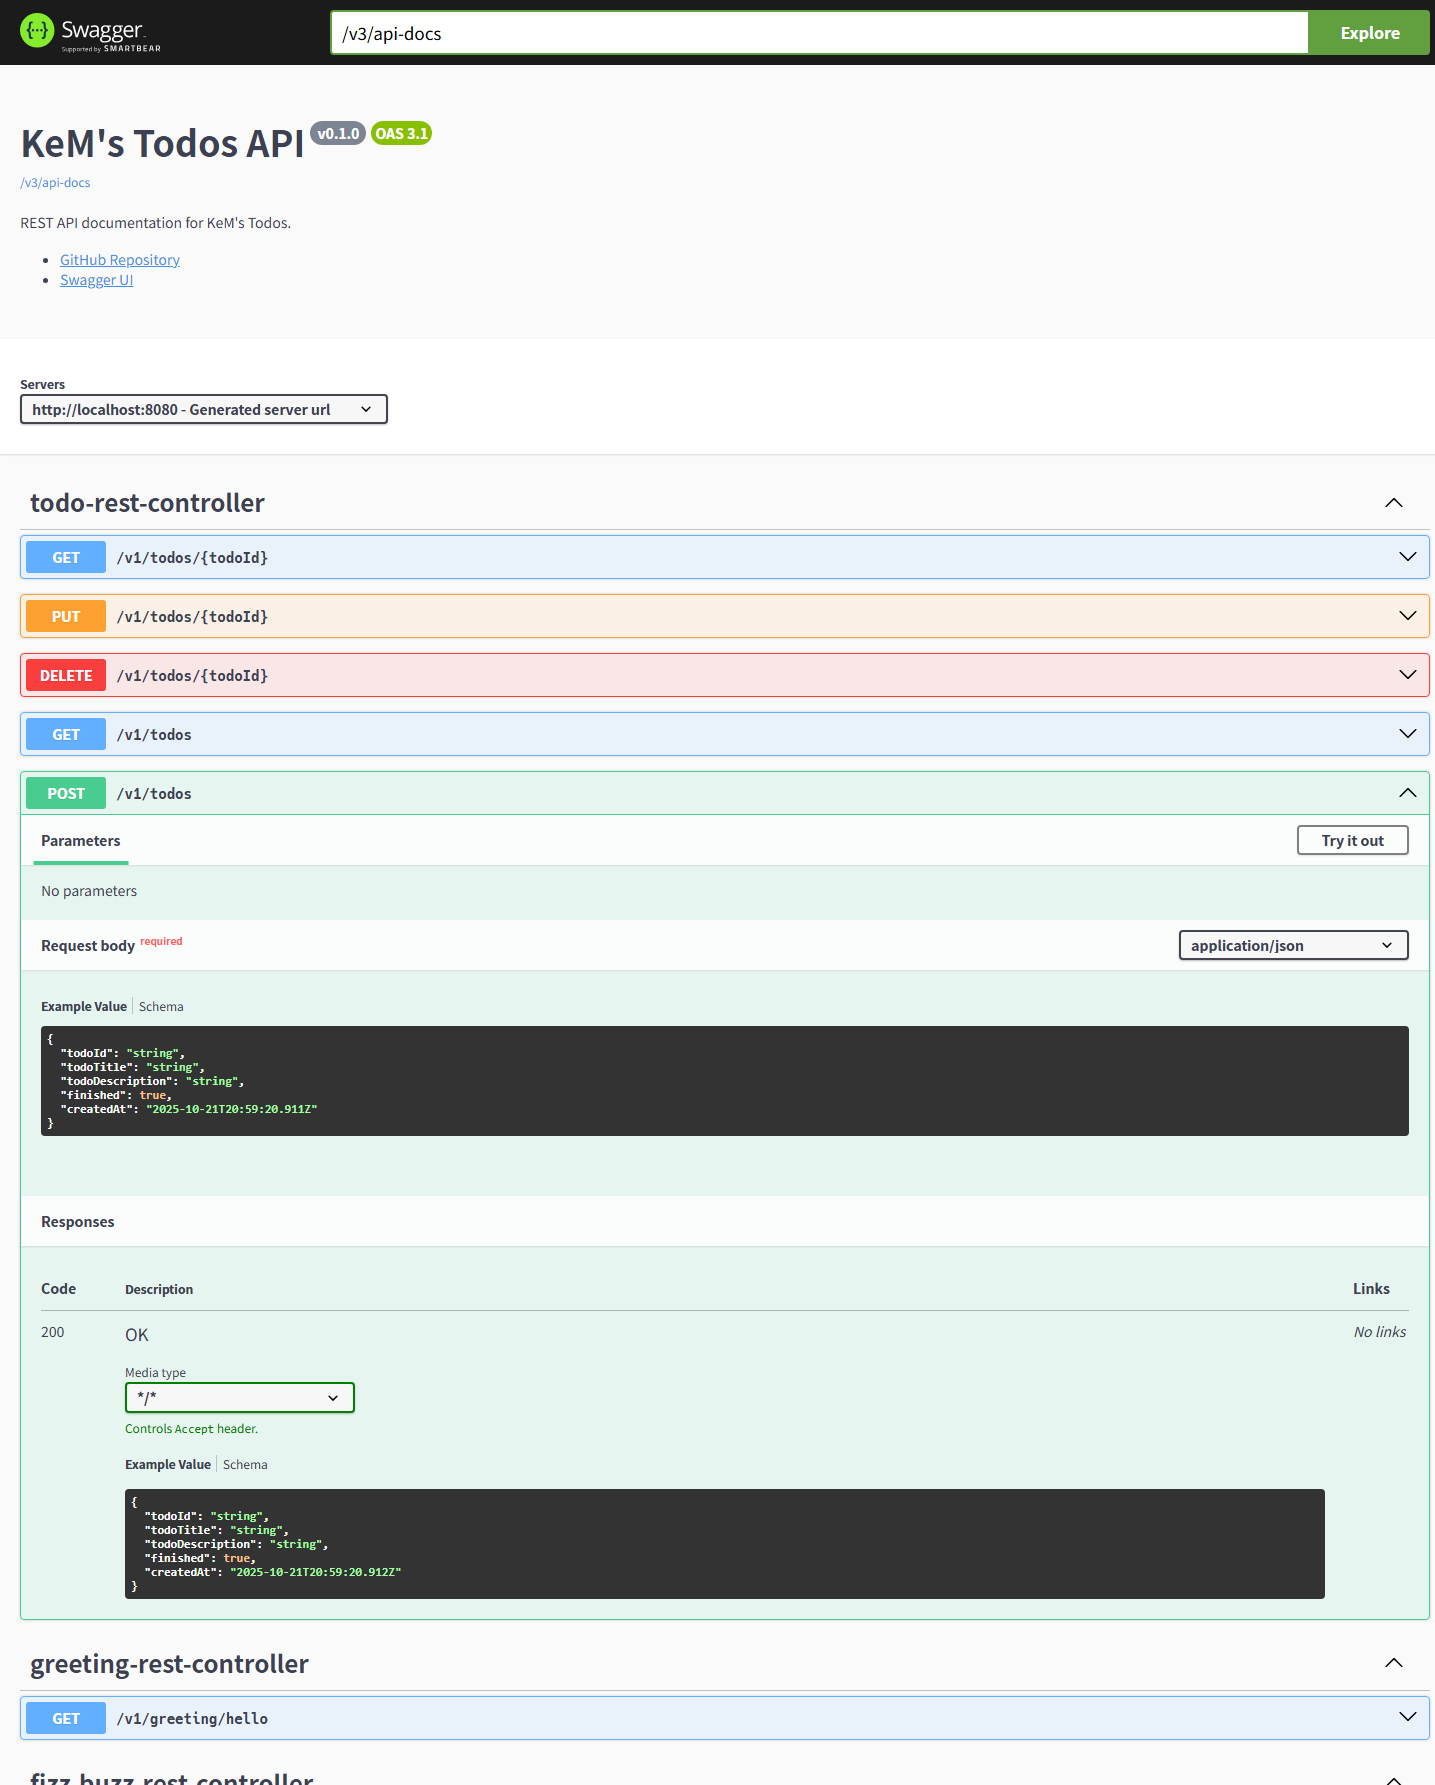 Swagger
Supported by SMARTBEAR
/v3/api-docs
Explore
KeM's Todos API v0.1.0 OAS 3.1
/v3/api-docs
REST API documentation for KeM's Todos.
GitHub Repository
Swagger UI
Servers
http://localhost:8080 - Generated server url
todo-rest-controller
GET /v1/todos/{todoId}
PUT /v1/todos/{todoId}
DELETE /v1/todos/{todoId}
GET /v1/todos
POST /v1/todos
Parameters
Try it out
No parameters
Request body required
application/json
Example Value Schema
{
"todoId": "string",
"todoTitle": "string",
"todoDescription": "string",
"finished": true,
"createdAt": "2025-10-21T20:59:20.911Z"
}
Responses
Code Description Links
200 OK No links
Media type
*/*
Controls Accept header.
Example Value Schema
{
"todoId": "string",
"todoTitle": "string",
"todoDescription": "string",
"finished": true,
"createdAt": "2025-10-21T20:59:20.912Z"
}
greeting-rest-controller
GET /v1/greeting/hello
fizz-buzz-rest-controller